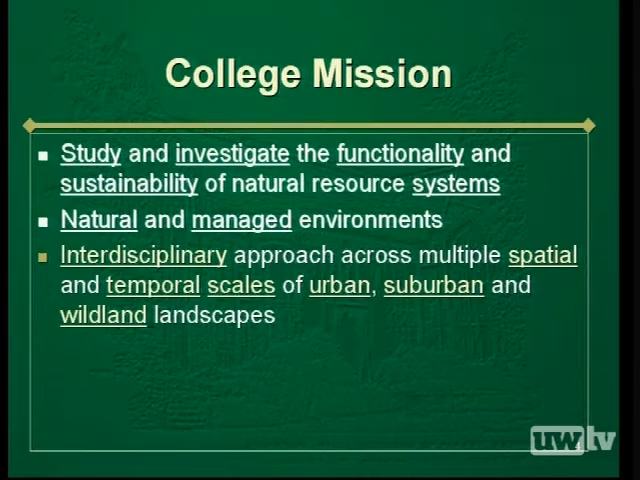 College Mission
Study and investigate the functionality and
sustainability of natural resource systems
Natural and managed environments
Interdisciplinary approach across multiple spatial
and temporal scales of urban, suburban and
wildland landscapes
uwtv
4